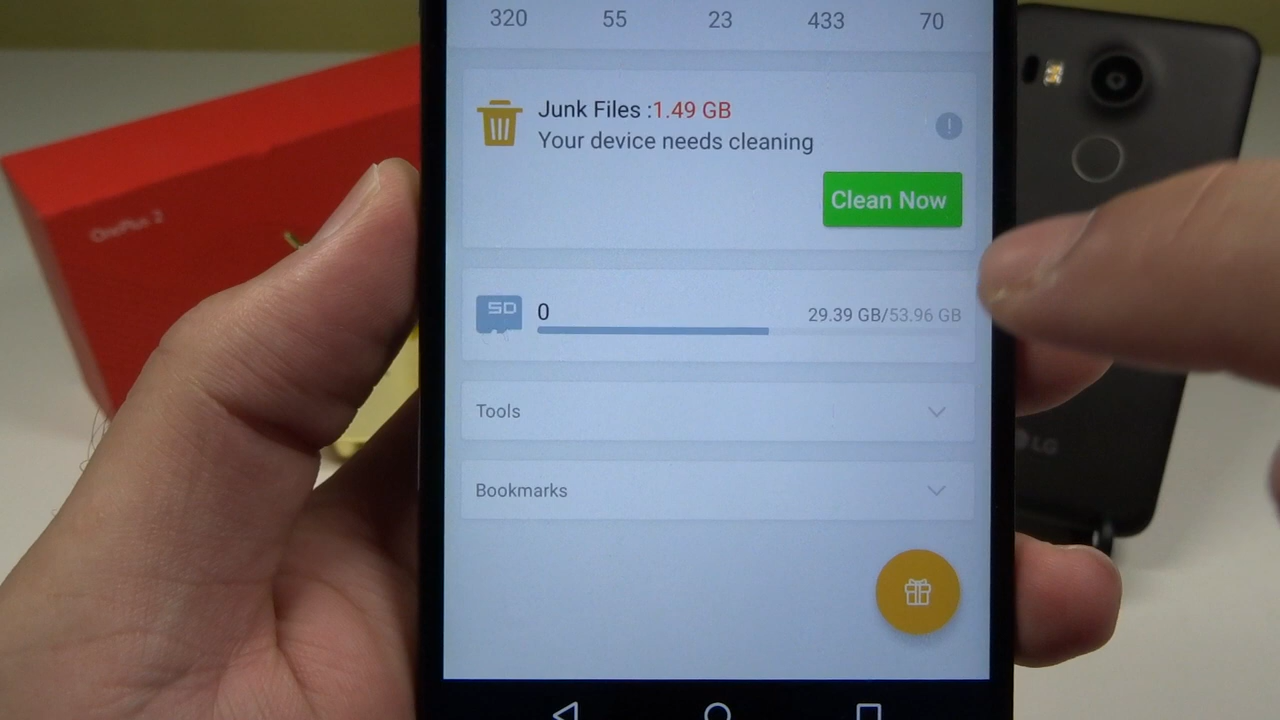 320 55 23 433 70
Junk Files :1.49 GB
Your device needs cleaning
Clean Now
SD
0
29.39 GB/53.96 GB
Tools
Bookmarks
OnePlus 2
LG